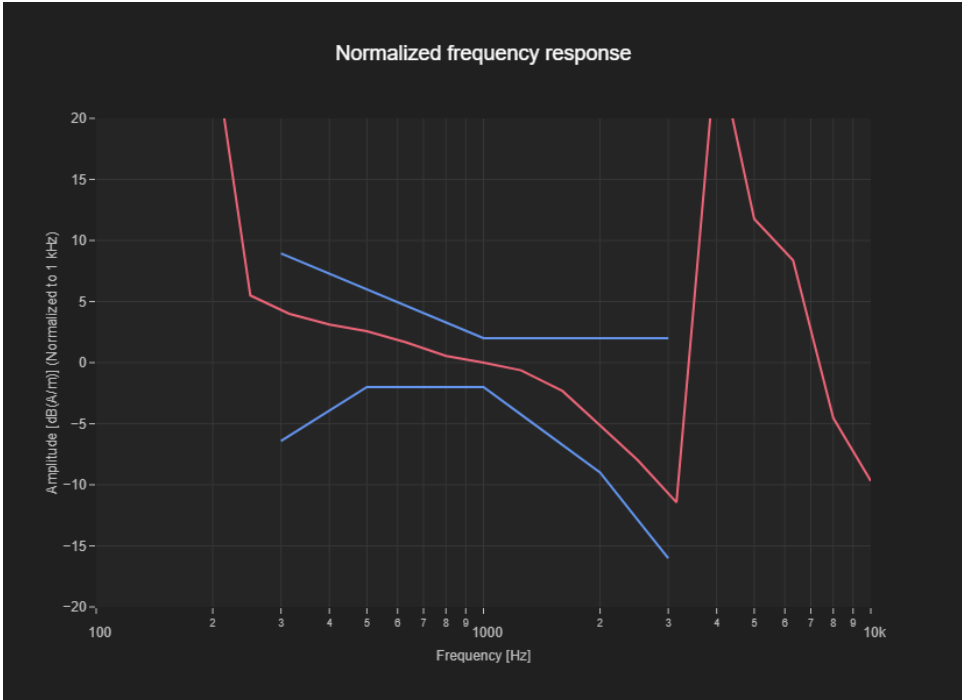 Normalized frequency response
Amplitude [dB(A/m)] (Normalized to 1 kHz)
20
15
10
5
0
−5
−10
−15
−20
100 2 3 4 5 6 7 8 9 1000 2 3 4 5 6 7 8 9 10k
Frequency [Hz]